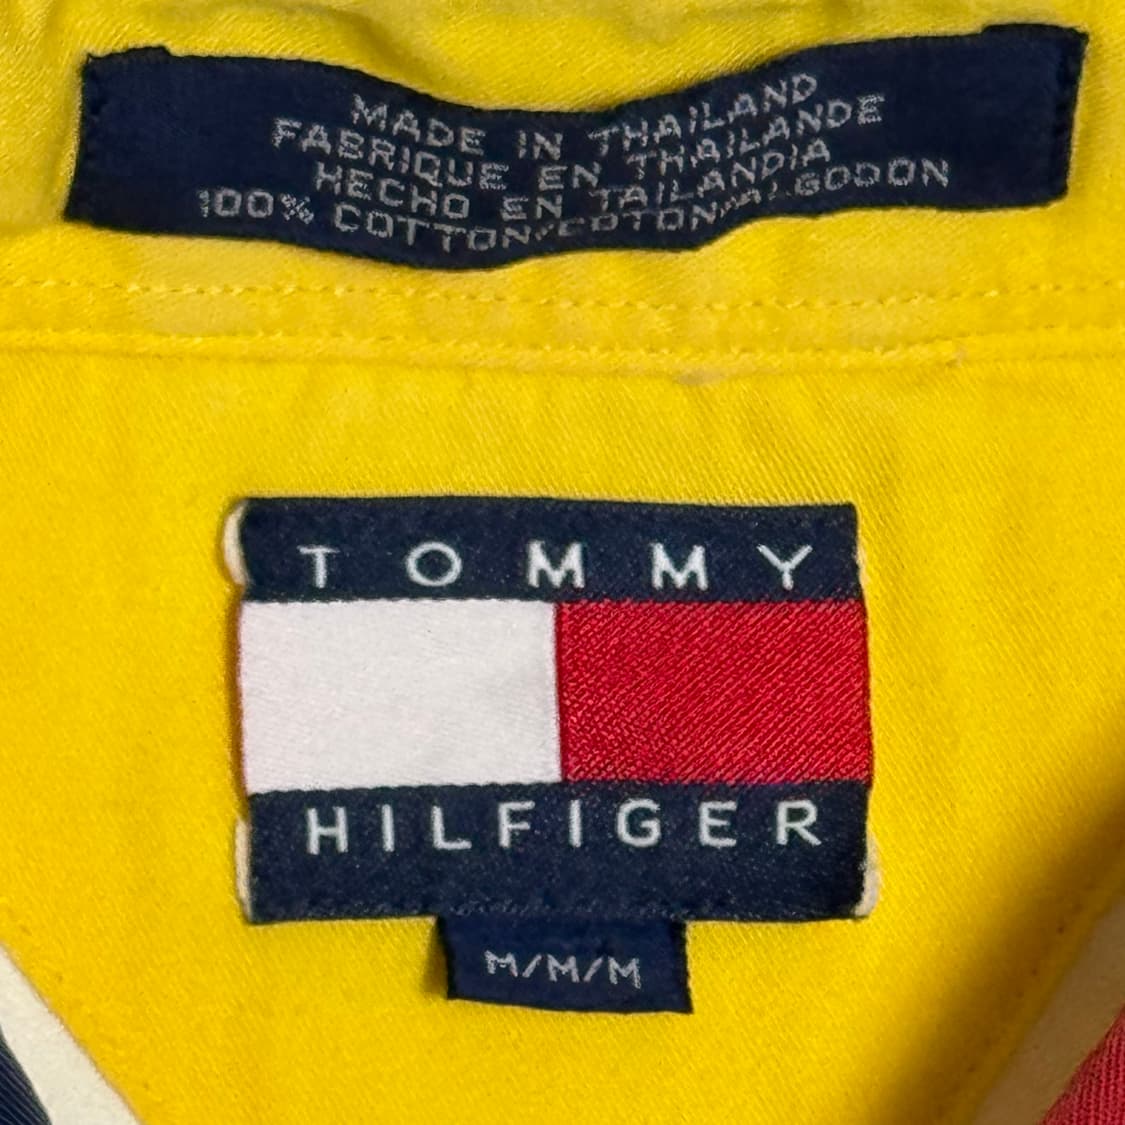 MADE IN THAILAND
FABRIQUE EN THAILANDE
HECHO EN TAILANDIA
100% COTTON/COTON/ALGODON
TOMMY
HILFIGER
M/M/M